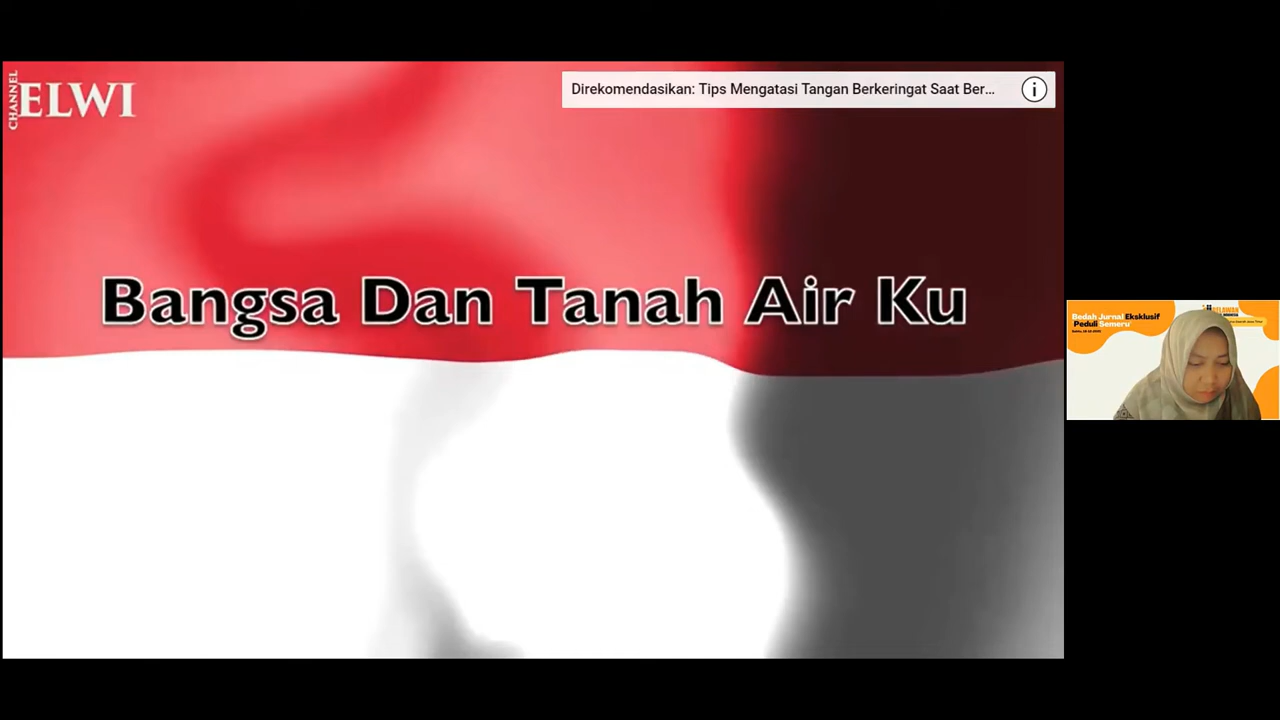 CHANNEL
ELWI
Direkomendasikan: Tips Mengatasi Tangan Berkeringat Saat Ber...
Bangsa Dan Tanah Air Ku
Bedah Jurnal Eksklusif
Peduli Semeru
RELAWAN